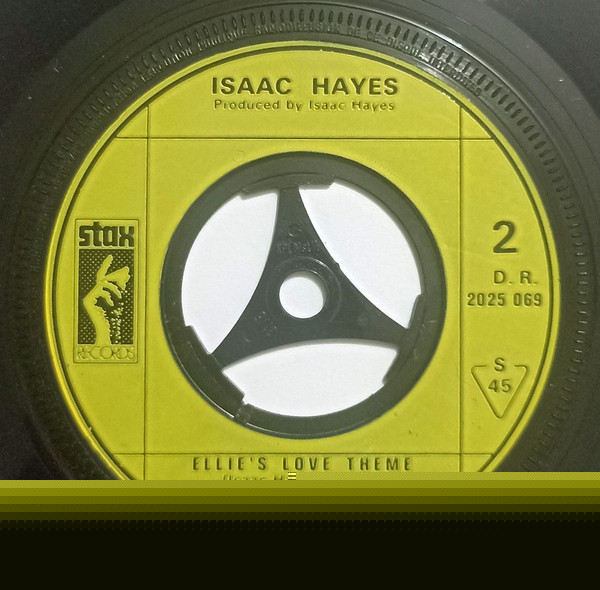 ISAAC HAYES
Produced by Isaac Hayes
stax
RECORDS
2
D. R.
2025 069
S
45
ELLIE'S LOVE THEME